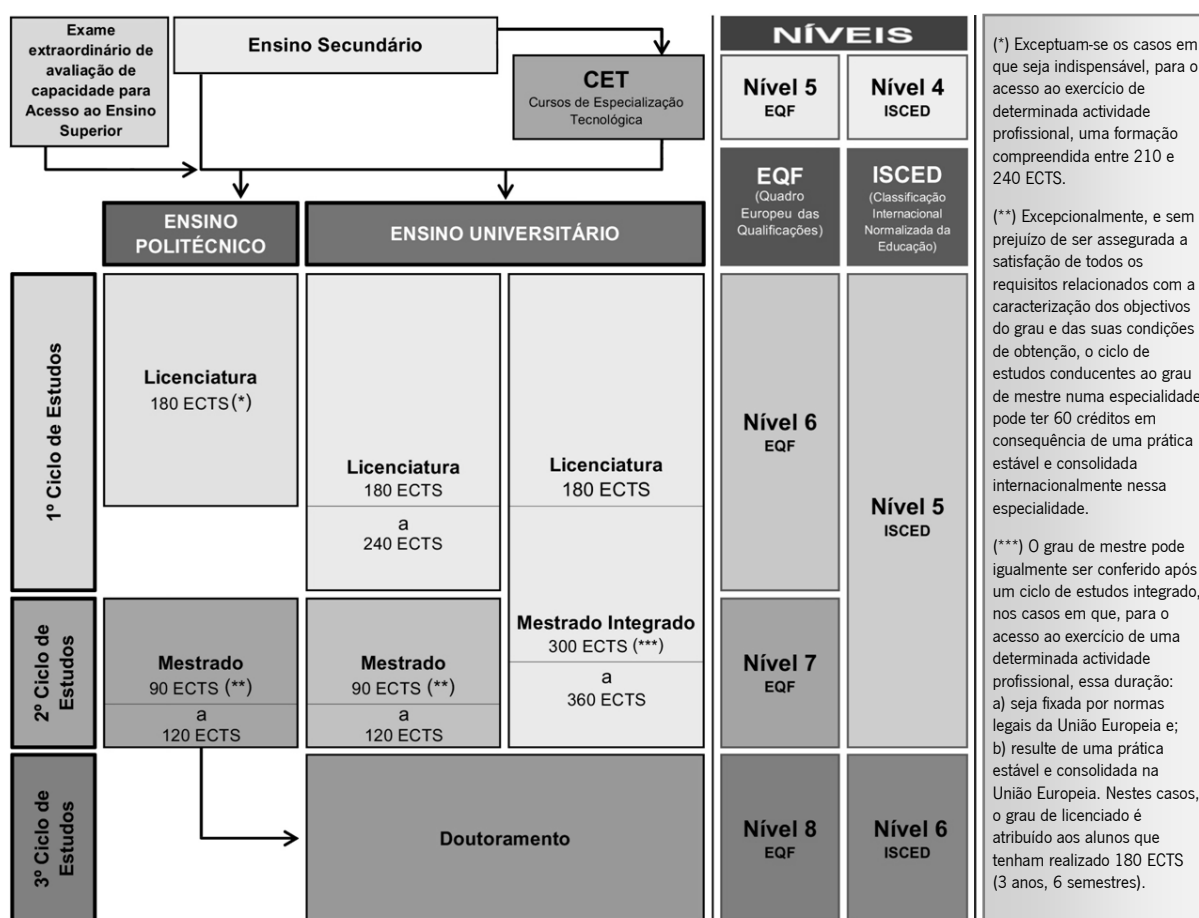 Exame
extraordinário de
avaliação de
capacidade para
Acesso ao Ensino
Superior
Ensino Secundário
CET
Cursos de Especialização
Tecnológica
ENSINO
POLITÉCNICO
ENSINO UNIVERSITÁRIO
1º Ciclo de Estudos
Licenciatura
180 ECTS(*)
Licenciatura
180 ECTS
a
240 ECTS
Licenciatura
180 ECTS
Mestrado Integrado
300 ECTS (***)
a
360 ECTS
2º Ciclo de
Estudos
Mestrado
90 ECTS (**)
a
120 ECTS
Mestrado
90 ECTS (**)
a
120 ECTS
3º Ciclo de
Estudos
Doutoramento
NÍVEIS
Nível 5
EQF
Nível 4
ISCED
EQF
(Quadro
Europeu das
Qualificações)
ISCED
(Classificação
Internacional
Normalizada da
Educação)
Nível 6
EQF
Nível 5
ISCED
Nível 7
EQF
Nível 8
EQF
Nível 6
ISCED
(*) Exceptuam-se os casos em
que seja indispensável, para o
acesso ao exercício de
determinada actividade
profissional, uma formação
compreendida entre 210 e
240 ECTS.
(**) Excepcionalmente, e sem
prejuízo de ser assegurada a
satisfação de todos os
requisitos relacionados com a
caracterização dos objectivos
do grau e das suas condições
de obtenção, o ciclo de
estudos conducentes ao grau
de mestre numa especialidade
pode ter 60 créditos em
consequência de uma prática
estável e consolidada
internacionalmente nessa
especialidade.
(***) O grau de mestre pode
igualmente ser conferido após
um ciclo de estudos integrado,
nos casos em que, para o
acesso ao exercício de uma
determinada actividade
profissional, essa duração:
a) seja fixada por normas
legais da União Europeia e;
b) resulte de uma prática
estável e consolidada na
União Europeia. Nestes casos,
o grau de licenciado é
atribuído aos alunos que
tenham realizado 180 ECTS
(3 anos, 6 semestres).